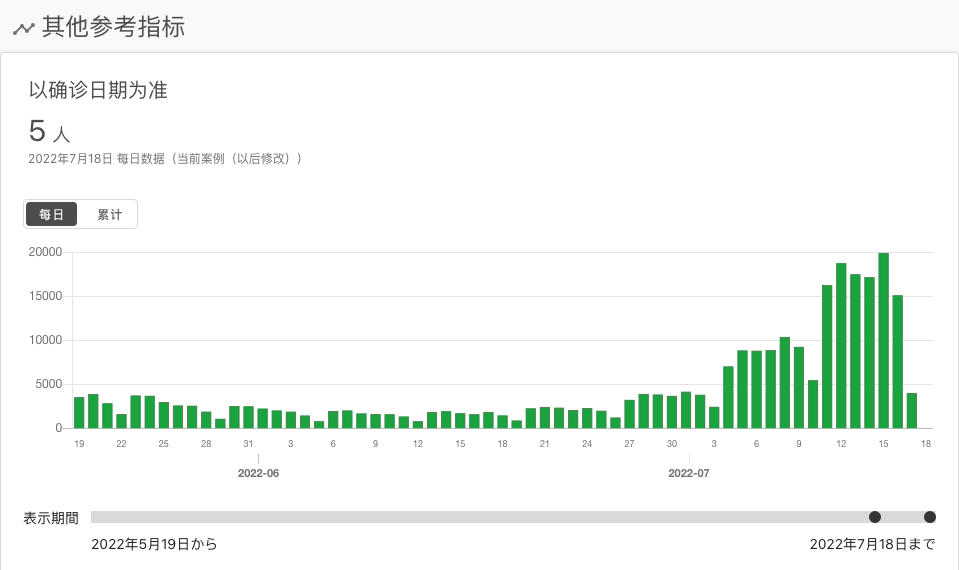 其他参考指标
以确诊日期为准
5 人
2022年7月18日 每日数据（当前案例（以后修改））
每日 累计
20000
15000
10000
5000
0
19 22 25 28 31 3 6 9 12 15 18 21 24 27 30 3 6 9 12 15 18
2022-06 2022-07
表示期間
2022年5月19日から 2022年7月18日まで